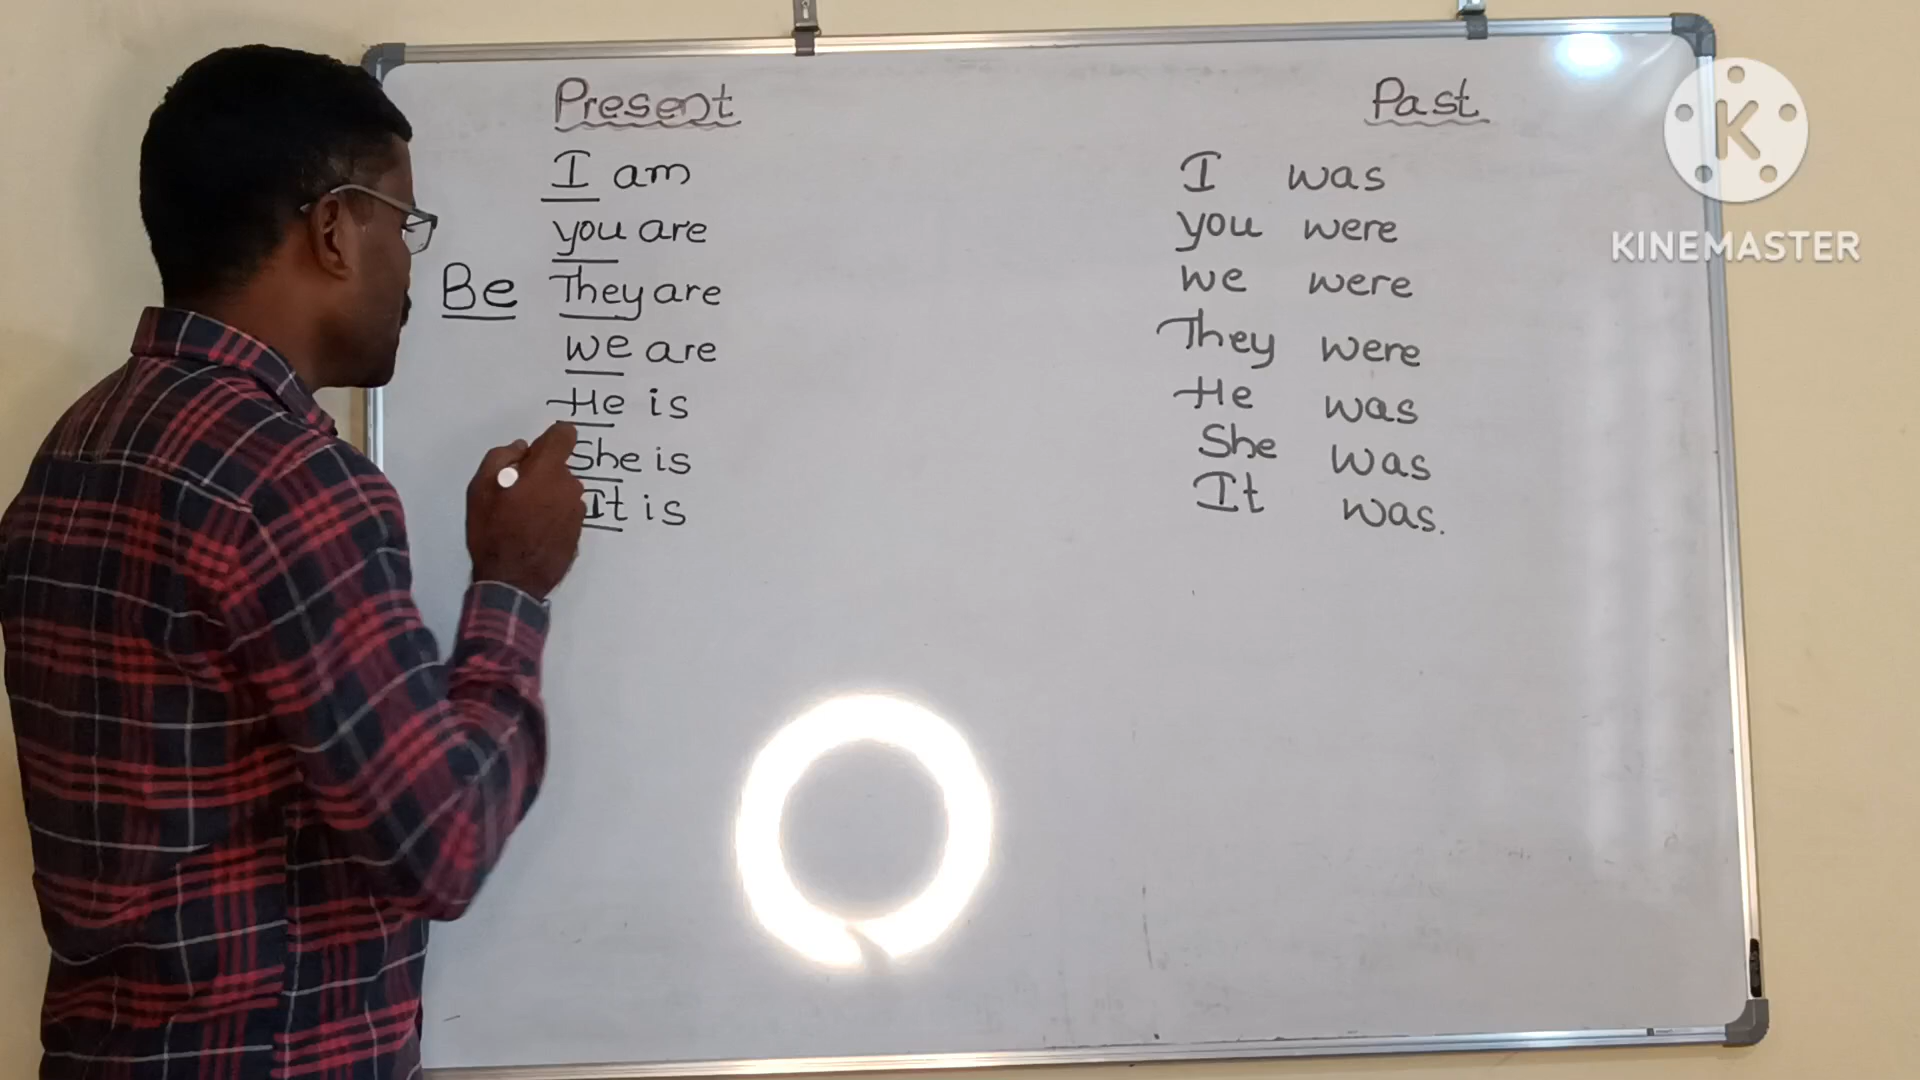 Present
I am
you are
Be
They are
we are
He is
She is
It is
Past
I was
you were
we were
They were
He was
She was
It was.
K
KINEMASTER